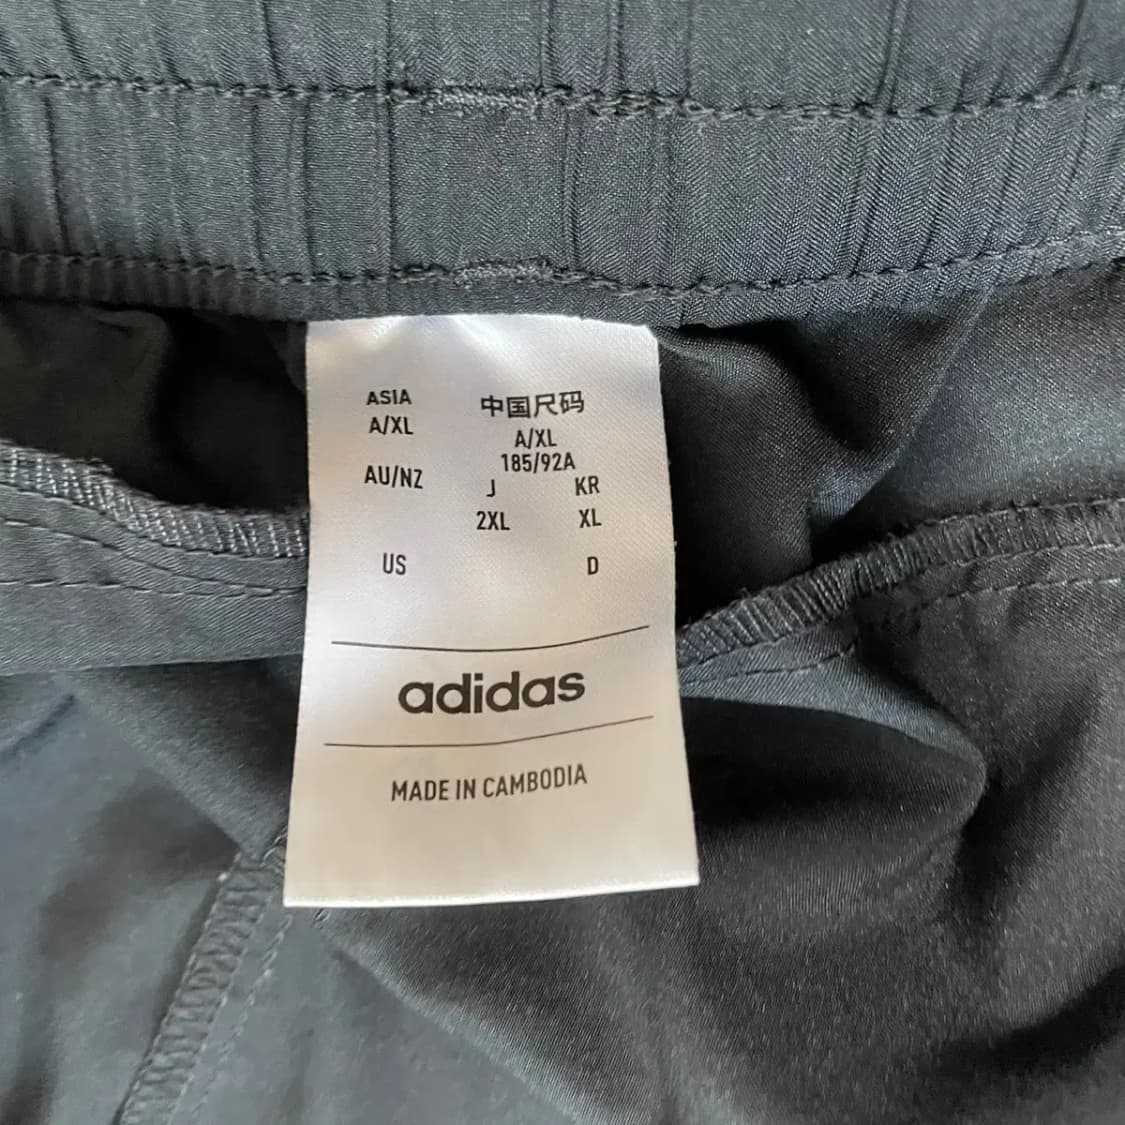 ASIA 中国尺码
A/XL A/XL
185/92A
AU/NZ J KR
2XL XL
US D
adidas
MADE IN CAMBODIA